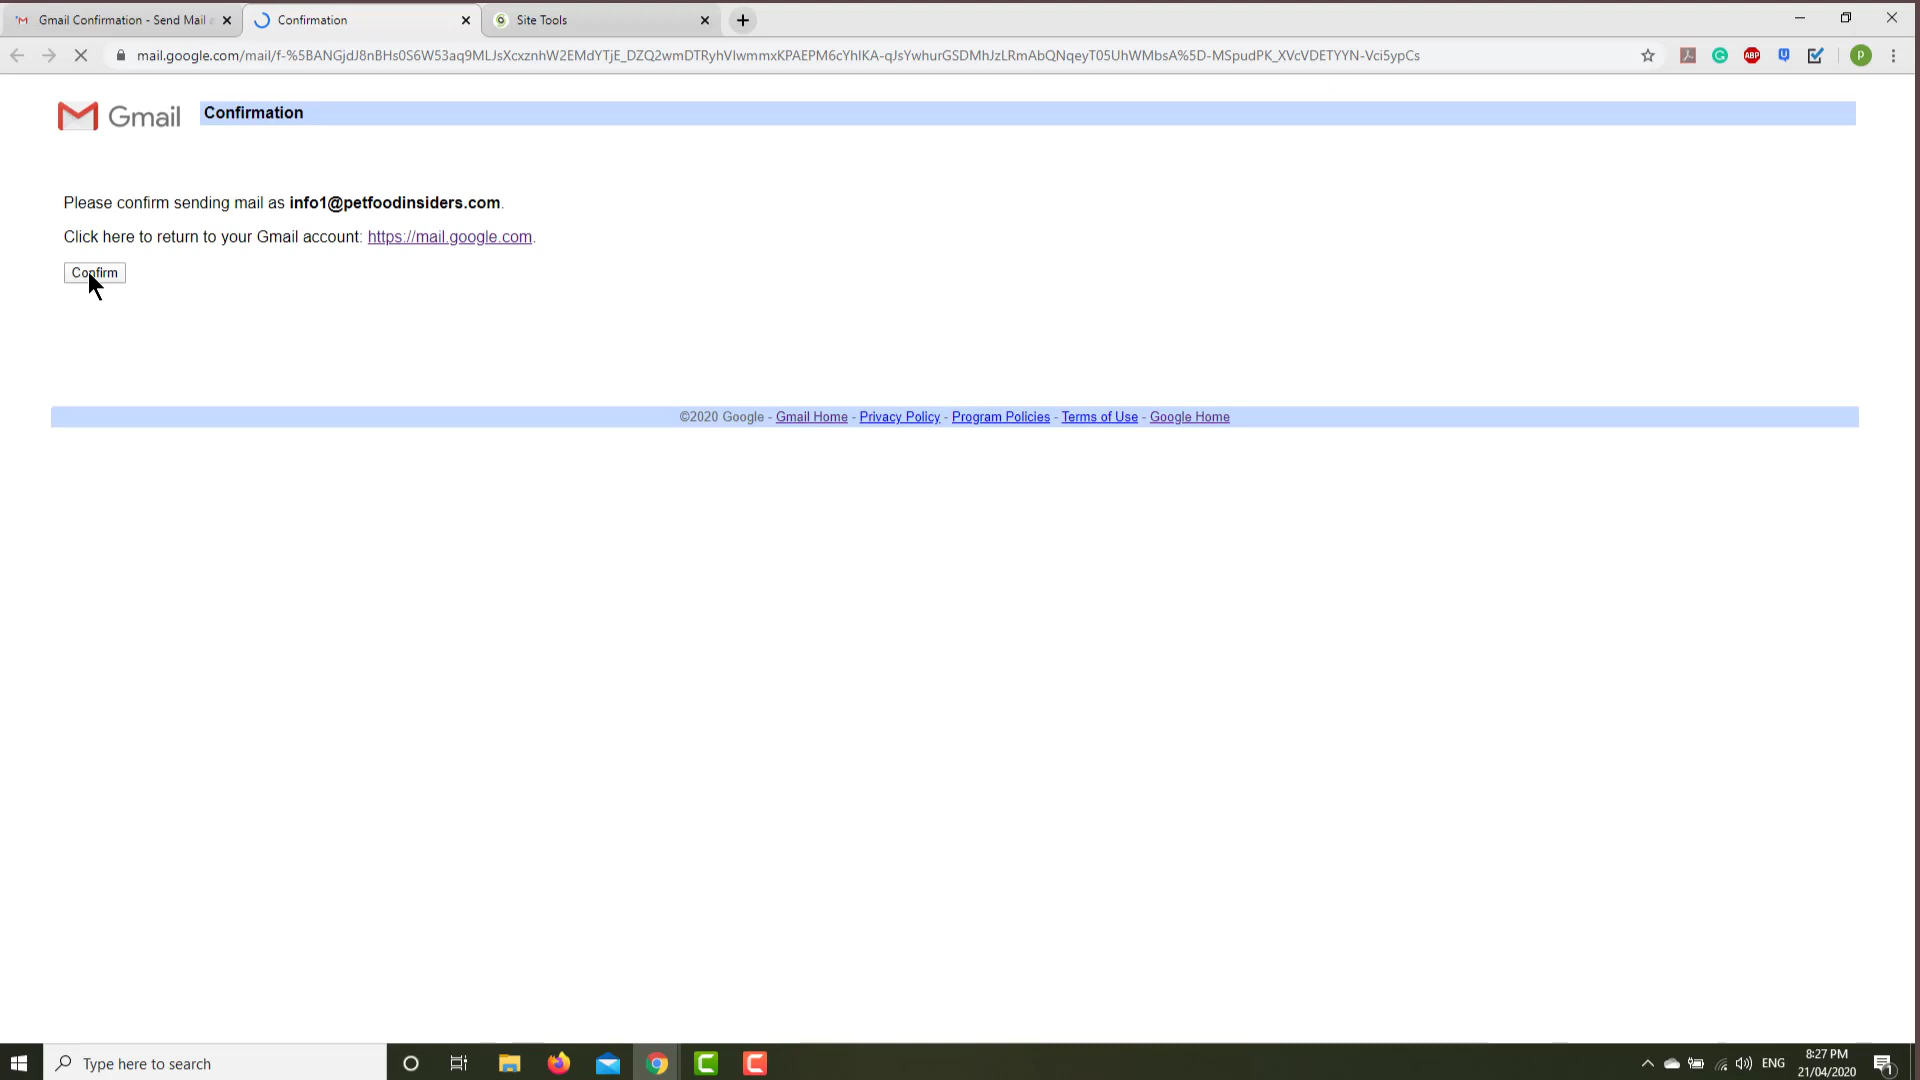 Gmail Confirmation - Send Mail
Confirmation
Site Tools
mail.google.com/mail/f-%5BANGjdJ8nBHs0S6W53aq9MLJsXcxznhW2EMdYTjE_DZQ2wmDTRyhVlwmmxKPAEPM6cYhIKA-qJsYwhurGSDMhJzLRmAbQNqeyT05UhWMbsA%5D-MSpudPK_XVcVDETYYN-Vci5ypCs
ABP
P
Gmail
Confirmation
Please confirm sending mail as info1@petfoodinsiders.com.
Click here to return to your Gmail account: https://mail.google.com.
Confirm
©2020 Google - Gmail Home - Privacy Policy - Program Policies - Terms of Use - Google Home
Type here to search
ENG
8:27 PM
21/04/2020
1